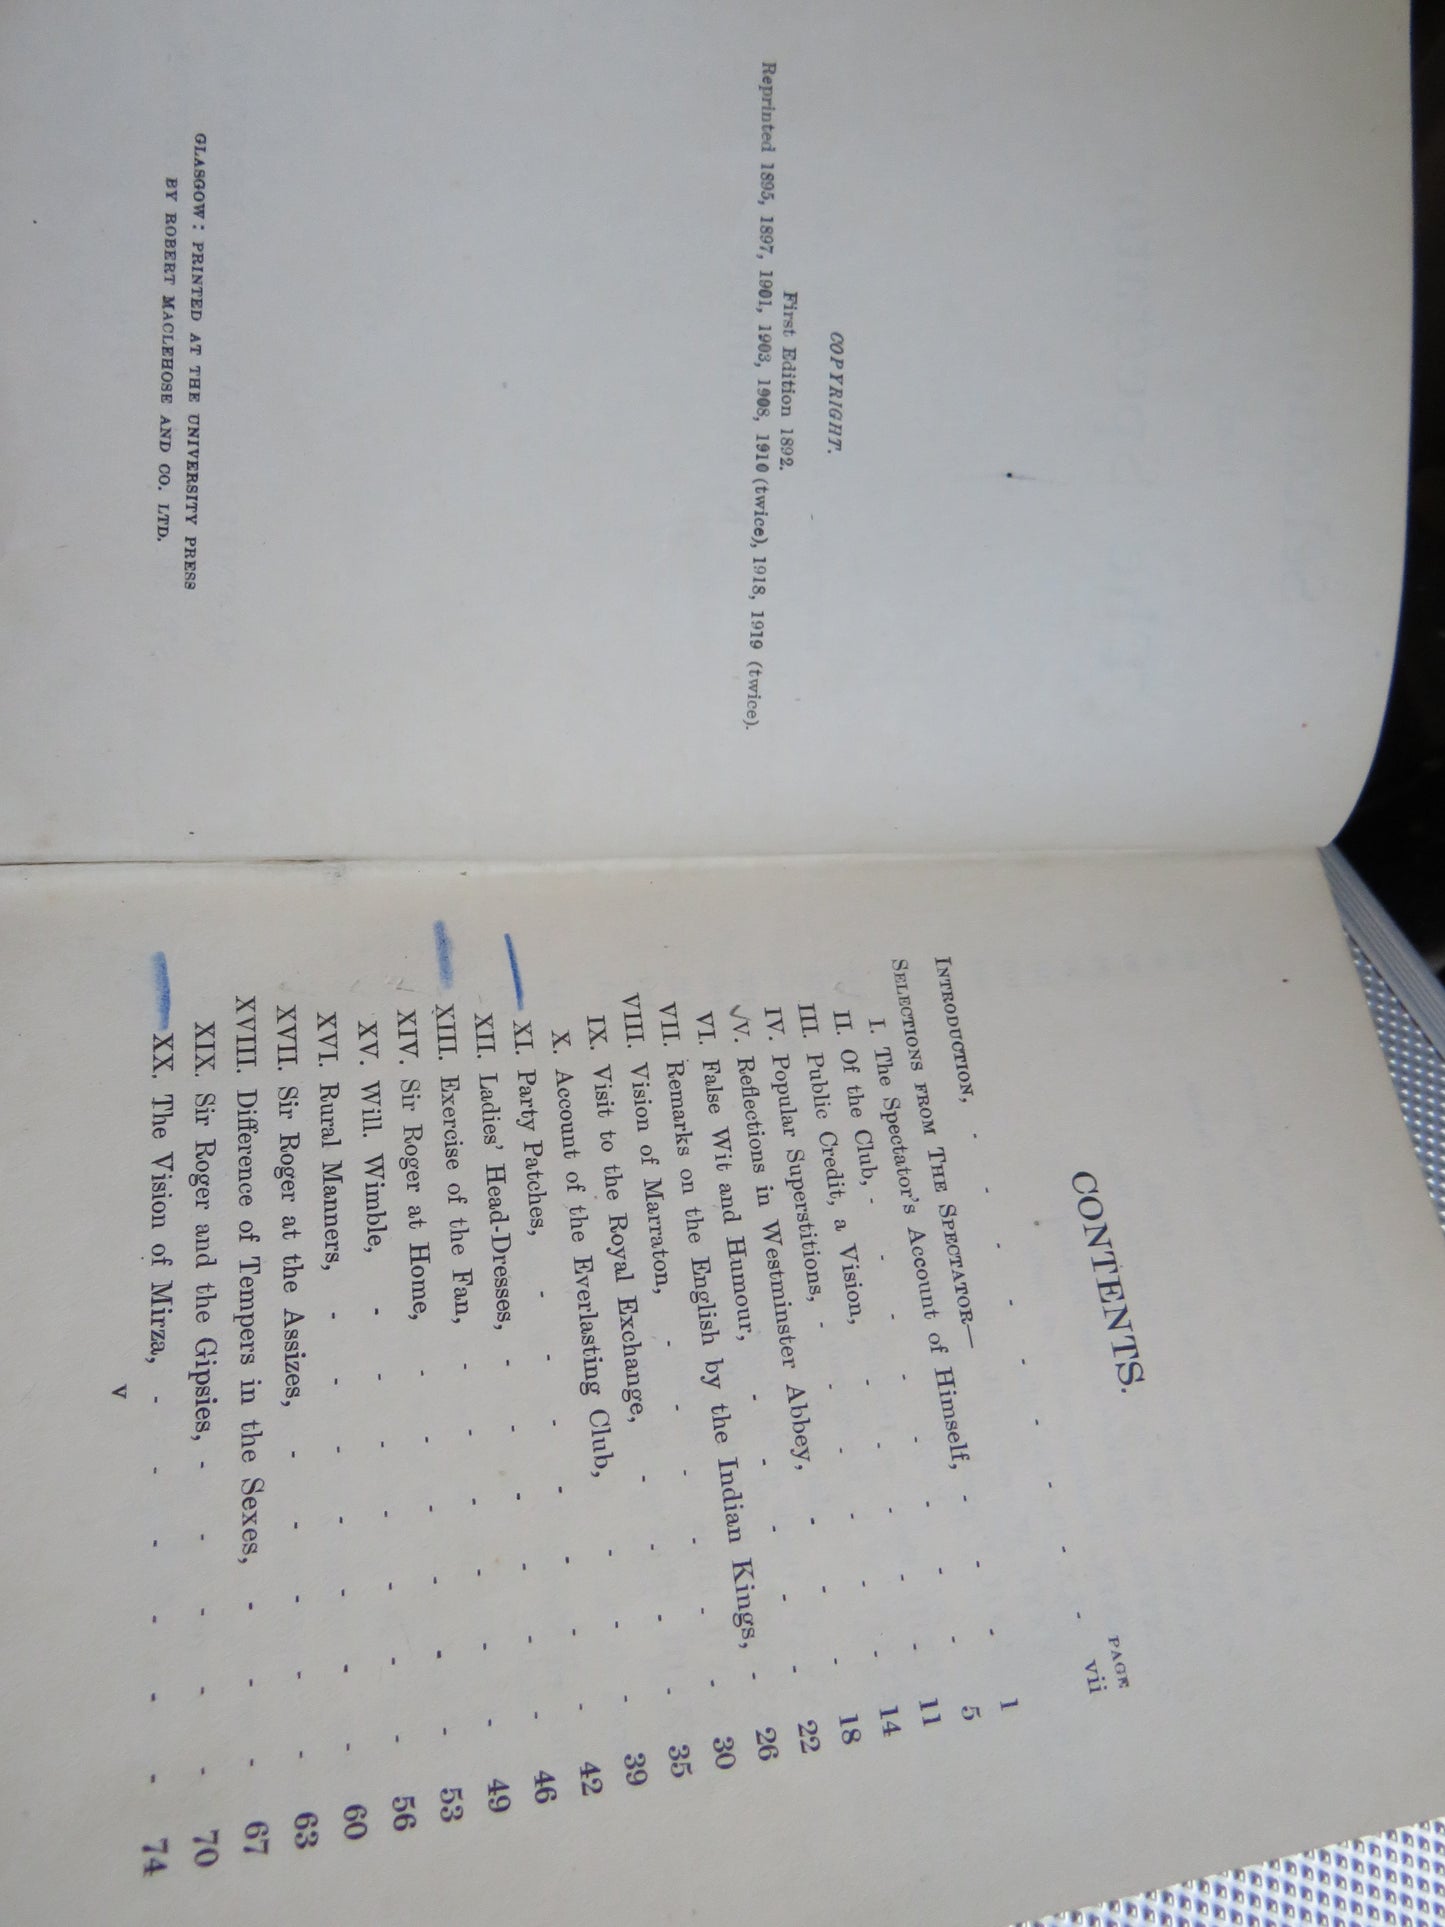 COPYRIGHT.
First Edition 1892.
Reprinted 1895, 1897, 1901, 1903, 1908, 1910 (twice), 1918, 1919 (twice).
GLASGOW: PRINTED AT THE UNIVERSITY PRESS
BY ROBERT MACLEHOSE AND CO. LTD.
CONTENTS.
PAGE
INTRODUCTION, - - - - - - - - vii
SELECTIONS FROM THE SPECTATOR—
I. The Spectator's Account of Himself, - - - 1
II. Of the Club, - - - - - - - 5
III. Public Credit, a Vision, - - - - - 11
IV. Popular Superstitions, - - - - - 14
V. Reflections in Westminster Abbey, - - - 18
VI. False Wit and Humour, - - - - - 22
VII. Remarks on the English by the Indian Kings, - 26
VIII. Vision of Marraton, - - - - - - 30
IX. Visit to the Royal Exchange, - - - - 35
X. Account of the Everlasting Club, - - - 39
XI. Party Patches, - - - - - - - 42
XII. Ladies' Head-Dresses, - - - - - - 46
XIII. Exercise of the Fan, - - - - - - 49
XIV. Sir Roger at Home, - - - - - - 53
XV. Will. Wimble, - - - - - - - 56
XVI. Rural Manners, - - - - - - - 60
XVII. Sir Roger at the Assizes, - - - - - 63
XVIII. Difference of Tempers in the Sexes, - - - 67
XIX. Sir Roger and the Gipsies, - - - - - 70
XX. The Vision of Mirza, - - - - - - 74
v